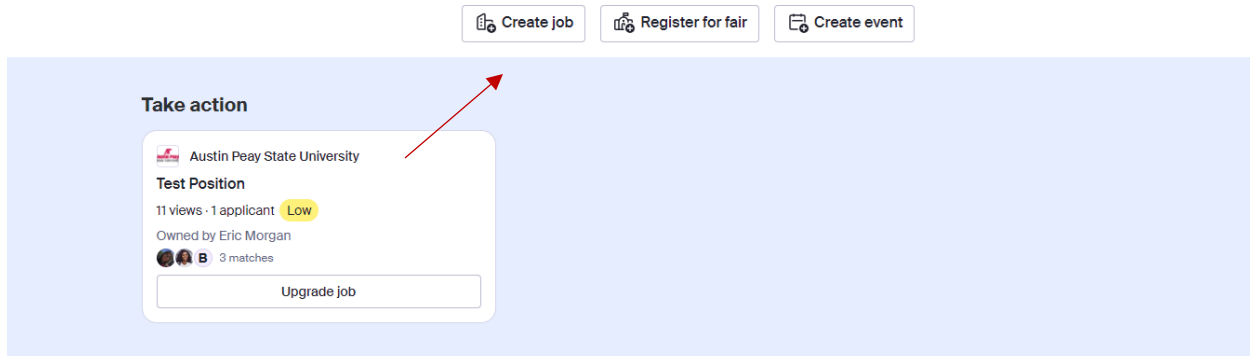 Create job Register for fair Create event
Take action
Austin Peay State University
Test Position
11 views · 1 applicant Low
Owned by Eric Morgan
B 3 matches
Upgrade job